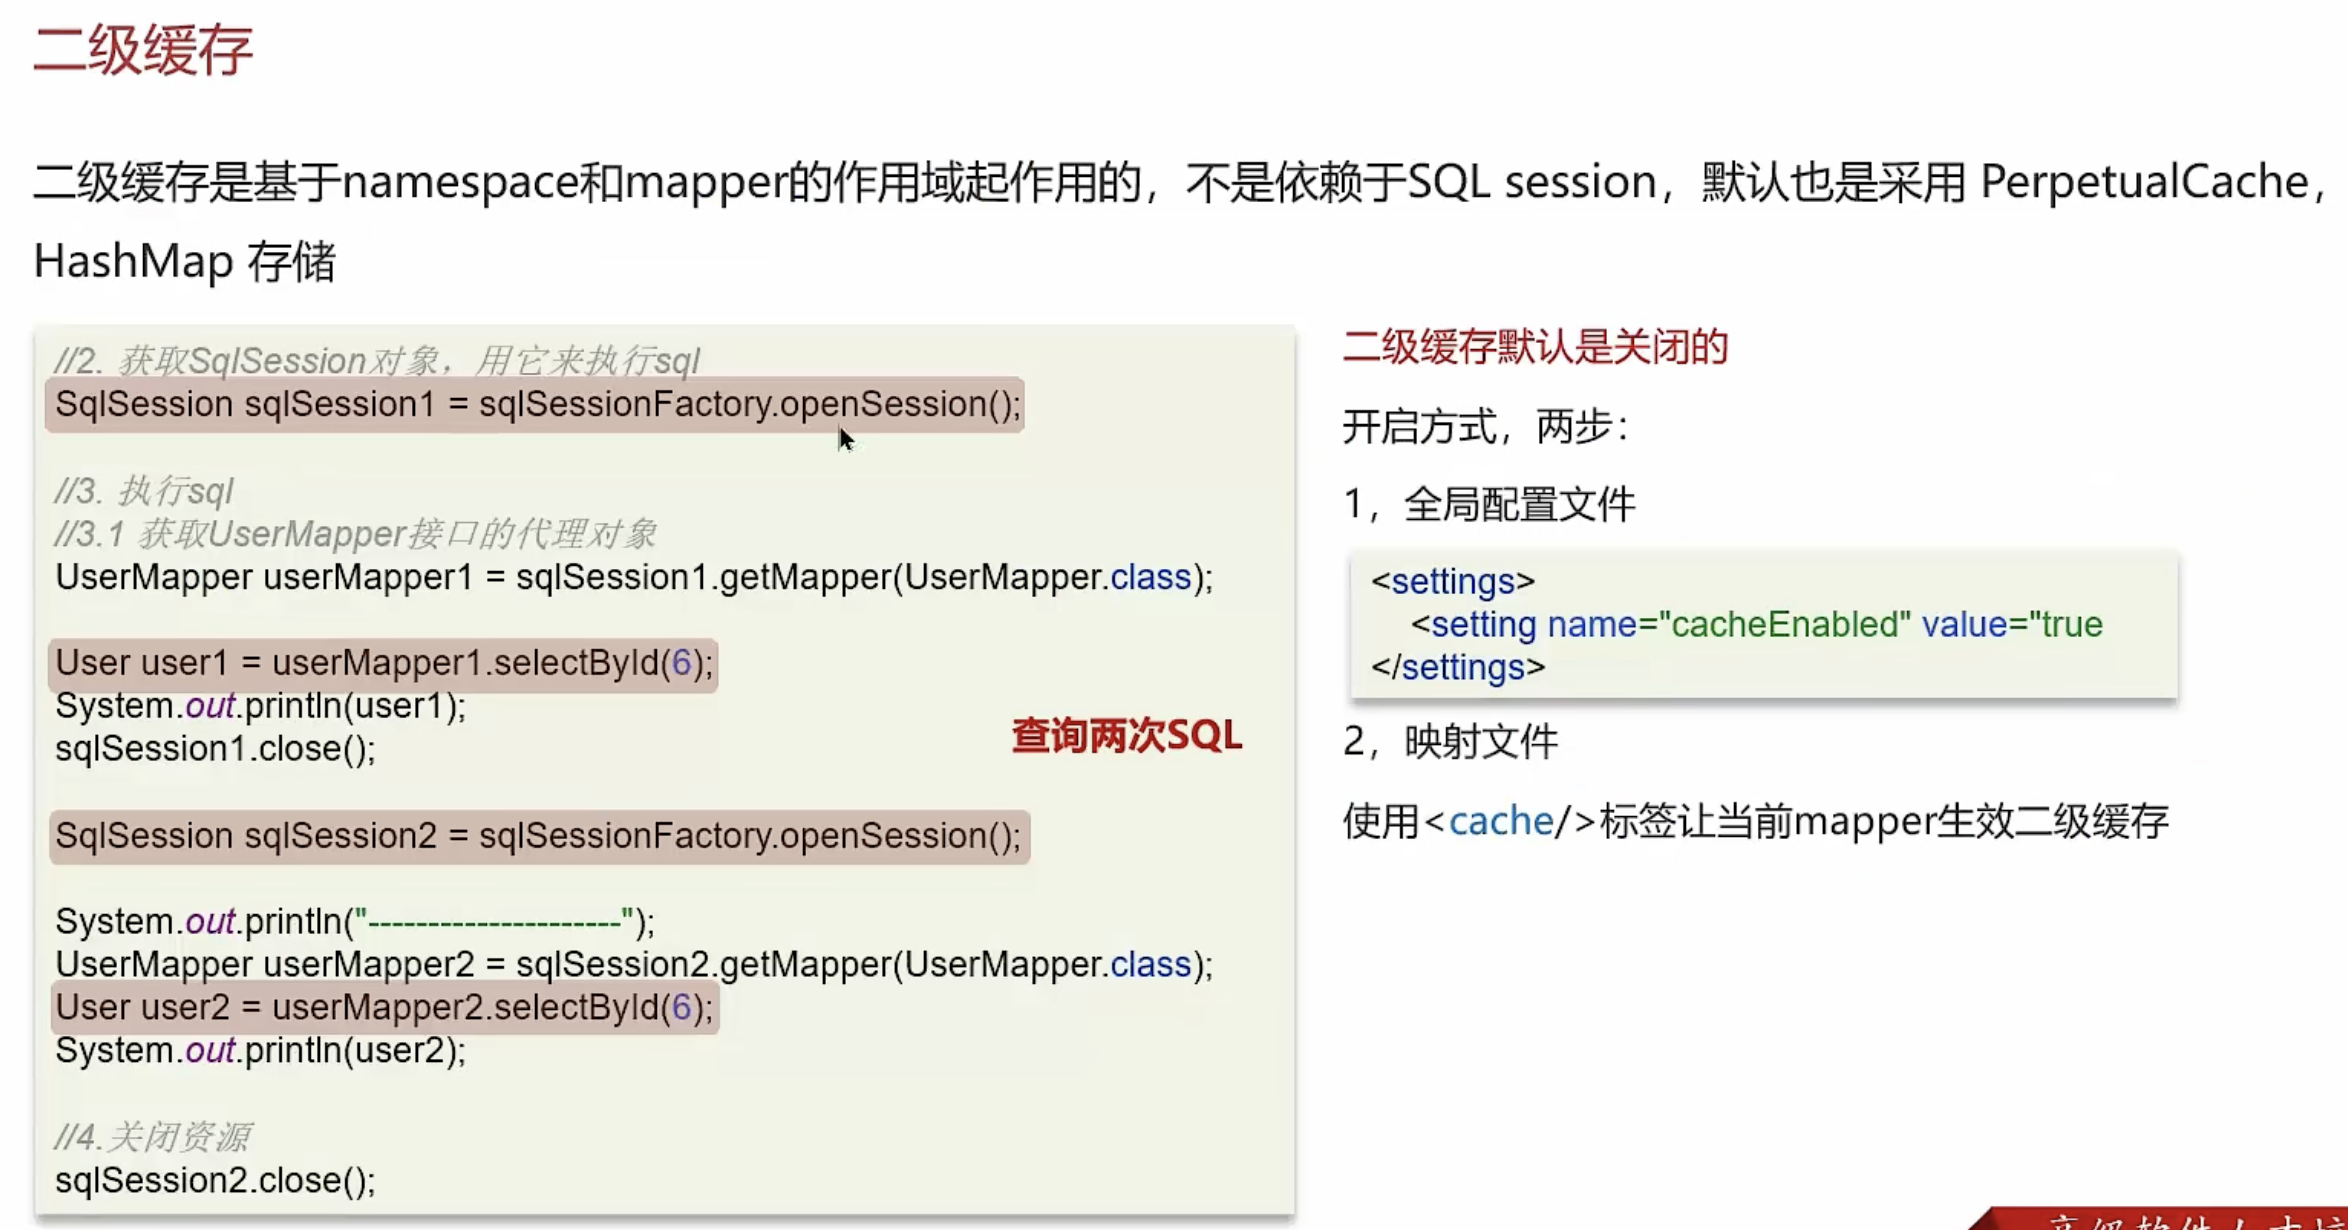 二级缓存
二级缓存是基于namespace和mapper的作用域起作用的，不是依赖于SQL session，默认也是采用 PerpetualCache，
HashMap 存储
//2. 获取SqlSession对象，用它来执行sql
SqlSession sqlSession1 = sqlSessionFactory.openSession();
//3. 执行sql
//3.1 获取UserMapper接口的代理对象
UserMapper userMapper1 = sqlSession1.getMapper(UserMapper.class);
User user1 = userMapper1.selectById(6);
System.out.println(user1);
sqlSession1.close();
查询两次SQL
SqlSession sqlSession2 = sqlSessionFactory.openSession();
System.out.println("---------------------");
UserMapper userMapper2 = sqlSession2.getMapper(UserMapper.class);
User user2 = userMapper2.selectById(6);
System.out.println(user2);
//4.关闭资源
sqlSession2.close();
二级缓存默认是关闭的
开启方式，两步：
1，全局配置文件
<settings>
<setting name="cacheEnabled" value="true
</settings>
2，映射文件
使用<cache/>标签让当前mapper生效二级缓存